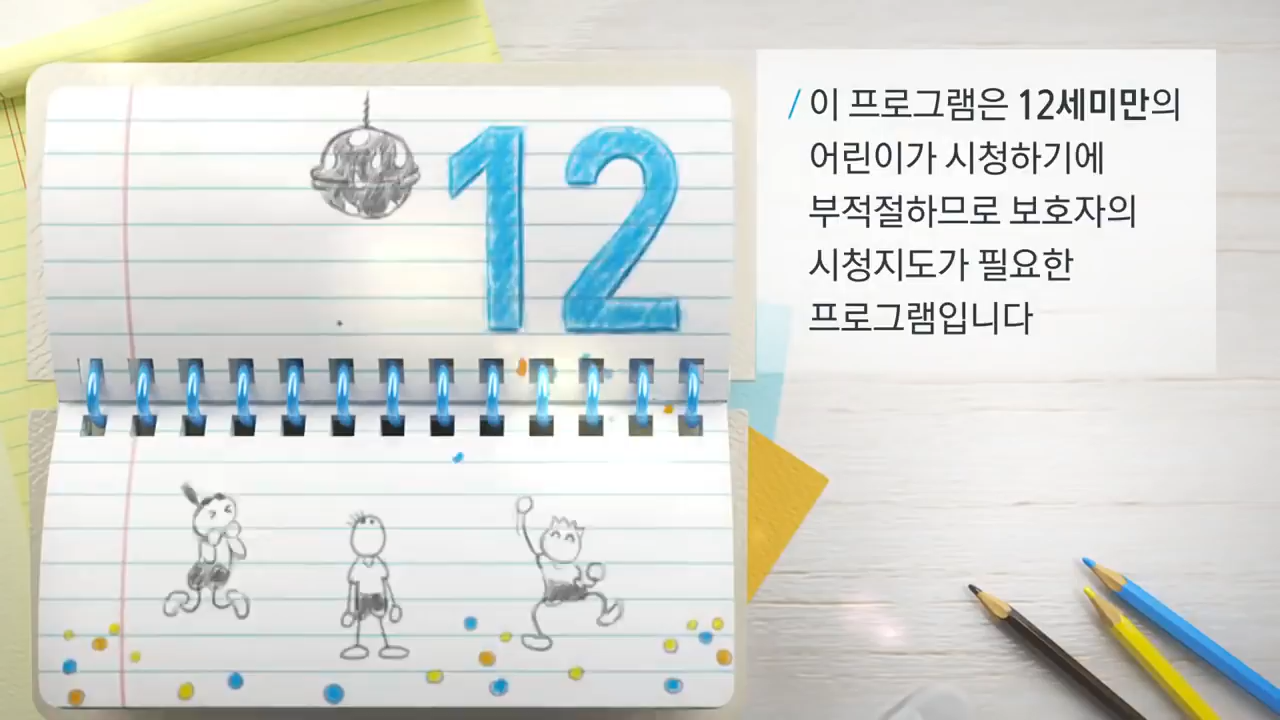 12
/ 이 프로그램은 12세미만의
어린이가 시청하기에
부적절하므로 보호자의
시청지도가 필요한
프로그램입니다